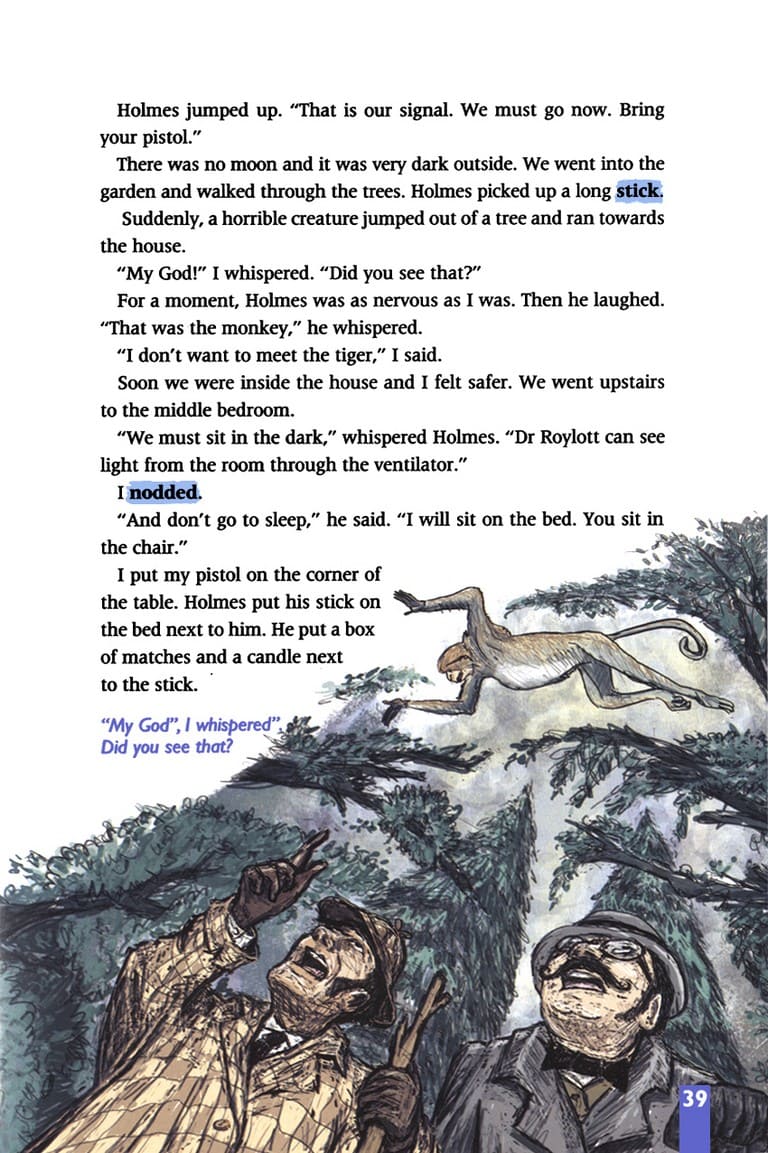 Holmes jumped up. “That is our signal. We must go now. Bring
your pistol.”
There was no moon and it was very dark outside. We went into the
garden and walked through the trees. Holmes picked up a long stick.
Suddenly, a horrible creature jumped out of a tree and ran towards
the house.
“My God!” I whispered. “Did you see that?”
For a moment, Holmes was as nervous as I was. Then he laughed.
“That was the monkey,” he whispered.
“I don’t want to meet the tiger,” I said.
Soon we were inside the house and I felt safer. We went upstairs
to the middle bedroom.
“We must sit in the dark,” whispered Holmes. “Dr Roylott can see
light from the room through the ventilator.”
I nodded.
“And don’t go to sleep,” he said. “I will sit on the bed. You sit in
the chair.”
I put my pistol on the corner of
the table. Holmes put his stick on
the bed next to him. He put a box
of matches and a candle next
to the stick.
“My God”, I whispered”.
Did you see that?
39